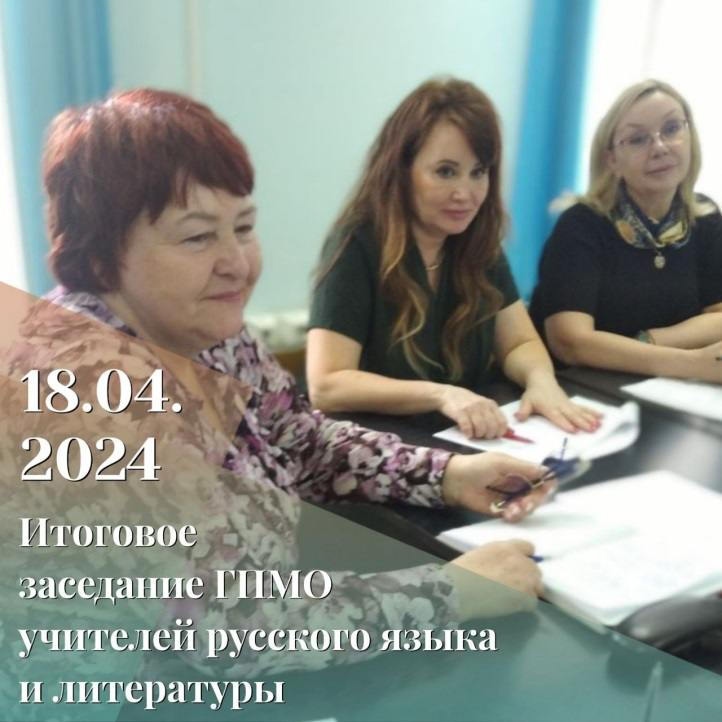 18.04.
2024
Итоговое
заседание ГПМО
учителей русского языка
и литературы